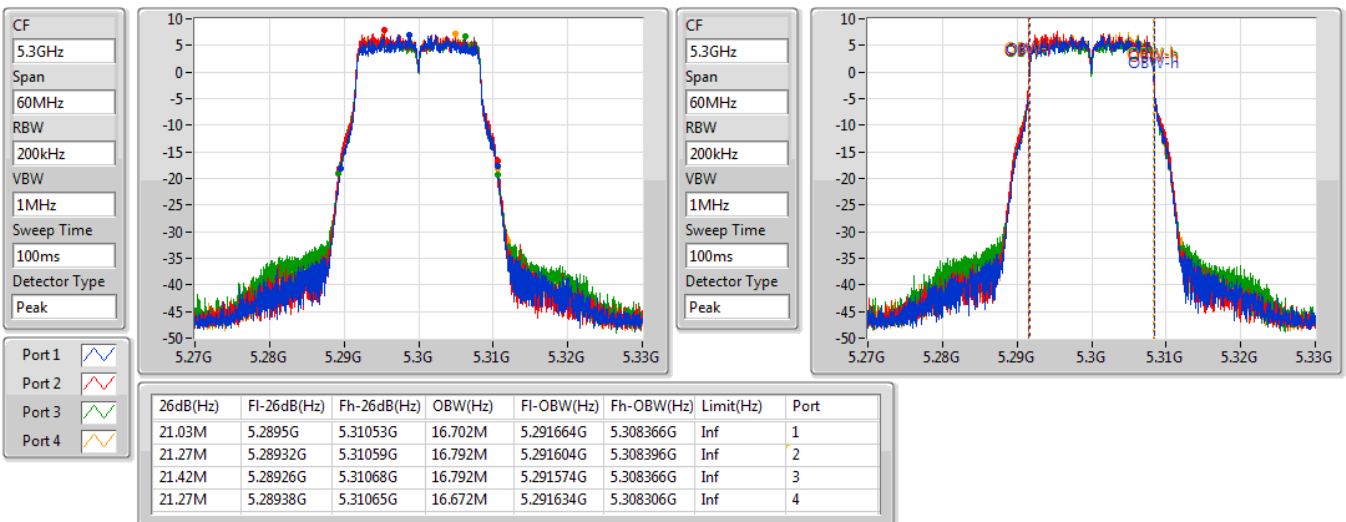 CF
5.3GHz
Span
60MHz
RBW
200kHz
VBW
1MHz
Sweep Time
100ms
Detector Type
Peak
10
5
0
-5
-10
-15
-20
-25
-30
-35
-40
-45
-50
5.27G 5.28G 5.29G 5.3G 5.31G 5.32G 5.33G
CF
5.3GHz
Span
60MHz
RBW
200kHz
VBW
1MHz
Sweep Time
100ms
Detector Type
Peak
10
5
0
-5
-10
-15
-20
-25
-30
-35
-40
-45
-50
OBW-h
OBW-h
5.27G 5.28G 5.29G 5.3G 5.31G 5.32G 5.33G
Port 1
Port 2
Port 3
Port 4
26dB(Hz) Fl-26dB(Hz) Fh-26dB(Hz) OBW(Hz) Fl-OBW(Hz) Fh-OBW(Hz) Limit(Hz) Port
21.03M 5.2895G 5.31053G 16.702M 5.291664G 5.308366G Inf 1
21.27M 5.28932G 5.31059G 16.792M 5.291604G 5.308396G Inf 2
21.42M 5.28926G 5.31068G 16.792M 5.291574G 5.308366G Inf 3
21.27M 5.28938G 5.31065G 16.672M 5.291634G 5.308306G Inf 4